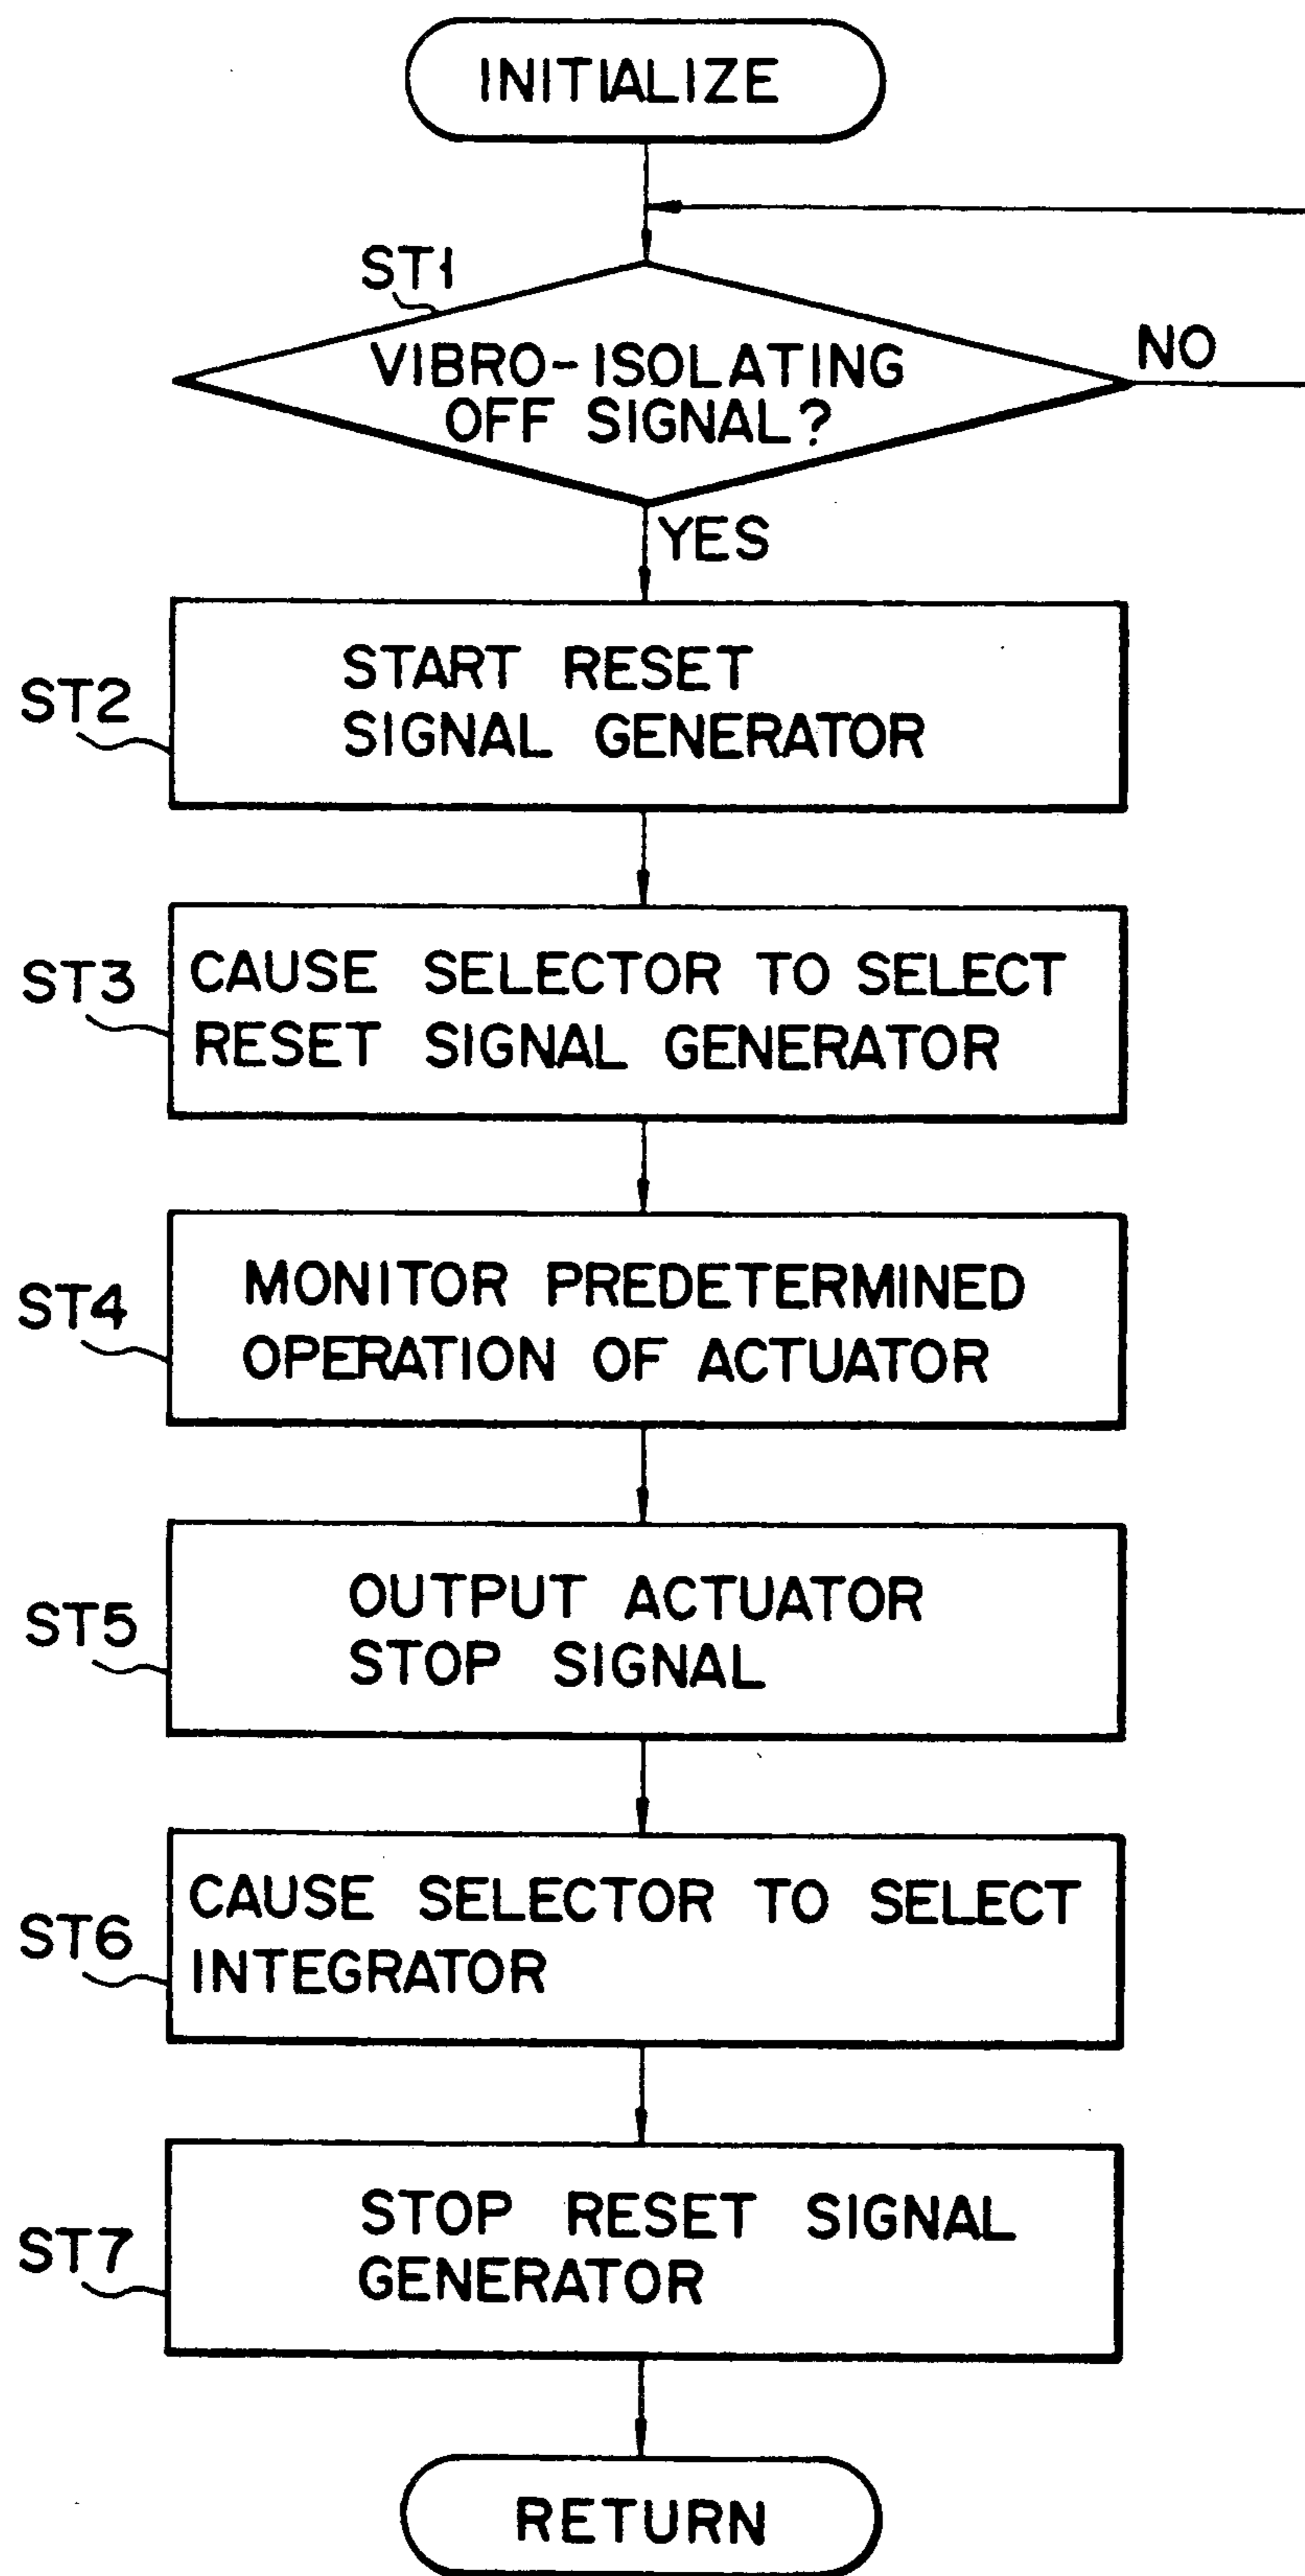 INITIALIZE
ST1
VIBRO-ISOLATING
OFF SIGNAL?
NO
YES
ST2
START RESET
SIGNAL GENERATOR
ST3
CAUSE SELECTOR TO SELECT
RESET SIGNAL GENERATOR
ST4
MONITOR PREDETERMINED
OPERATION OF ACTUATOR
ST5
OUTPUT ACTUATOR
STOP SIGNAL
ST6
CAUSE SELECTOR TO SELECT
INTEGRATOR
ST7
STOP RESET SIGNAL
GENERATOR
RETURN